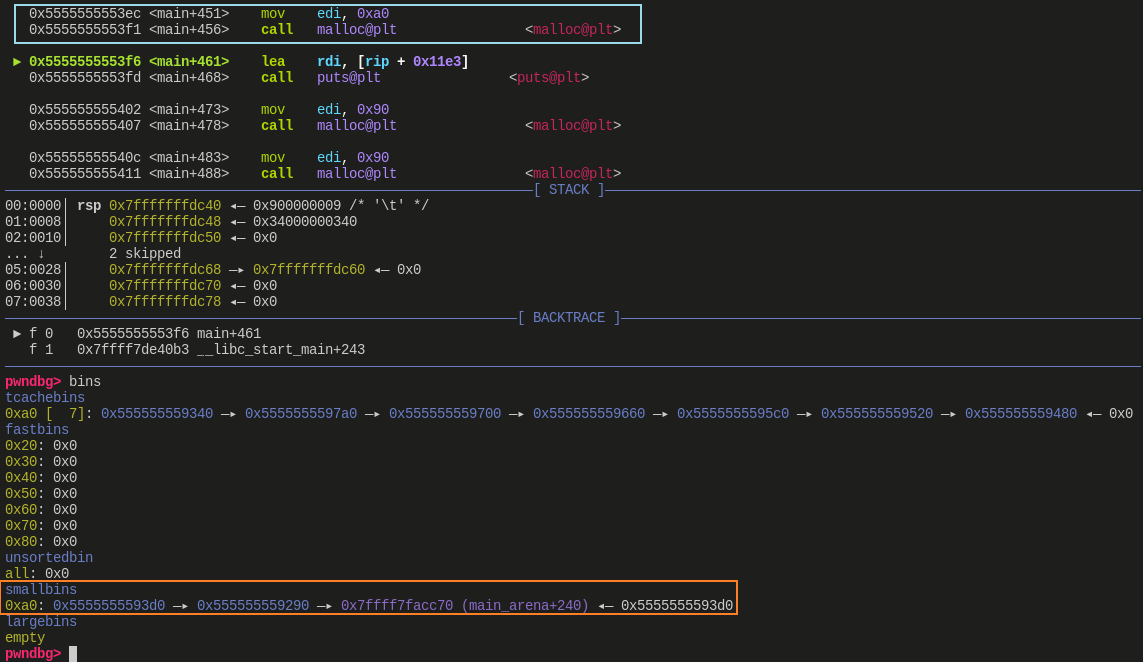 0x5555555553ec <main+451> mov edi, 0xa0
0x5555555553f1 <main+456> call malloc@plt <malloc@plt>
► 0x5555555553f6 <main+461> lea rdi, [rip + 0x11e3]
0x5555555553fd <main+468> call puts@plt <puts@plt>
0x555555555402 <main+473> mov edi, 0x90
0x555555555407 <main+478> call malloc@plt <malloc@plt>
0x55555555540c <main+483> mov edi, 0x90
0x555555555411 <main+488> call malloc@plt <malloc@plt>
[ STACK ]
00:0000│ rsp 0x7fffffffdc40 ◂— 0x900000009 /* '\t' */
01:0008│ 0x7fffffffdc48 ◂— 0x34000000340
02:0010│ 0x7fffffffdc50 ◂— 0x0
... ↓ 2 skipped
05:0028│ 0x7fffffffdc68 —▸ 0x7fffffffdc60 ◂— 0x0
06:0030│ 0x7fffffffdc70 ◂— 0x0
07:0038│ 0x7fffffffdc78 ◂— 0x0
[ BACKTRACE ]
► f 0 0x5555555553f6 main+461
f 1 0x7ffff7de40b3 __libc_start_main+243
pwndbg> bins
tcachebins
0xa0 [ 7]: 0x555555559340 —▸ 0x5555555597a0 —▸ 0x555555559700 —▸ 0x555555559660 —▸ 0x5555555595c0 —▸ 0x555555559520 —▸ 0x555555559480 ◂— 0x0
fastbins
0x20: 0x0
0x30: 0x0
0x40: 0x0
0x50: 0x0
0x60: 0x0
0x70: 0x0
0x80: 0x0
unsortedbin
all: 0x0
smallbins
0xa0: 0x5555555593d0 —▸ 0x555555559290 —▸ 0x7ffff7facc70 (main_arena+240) ◂— 0x5555555593d0
largebins
empty
pwndbg>